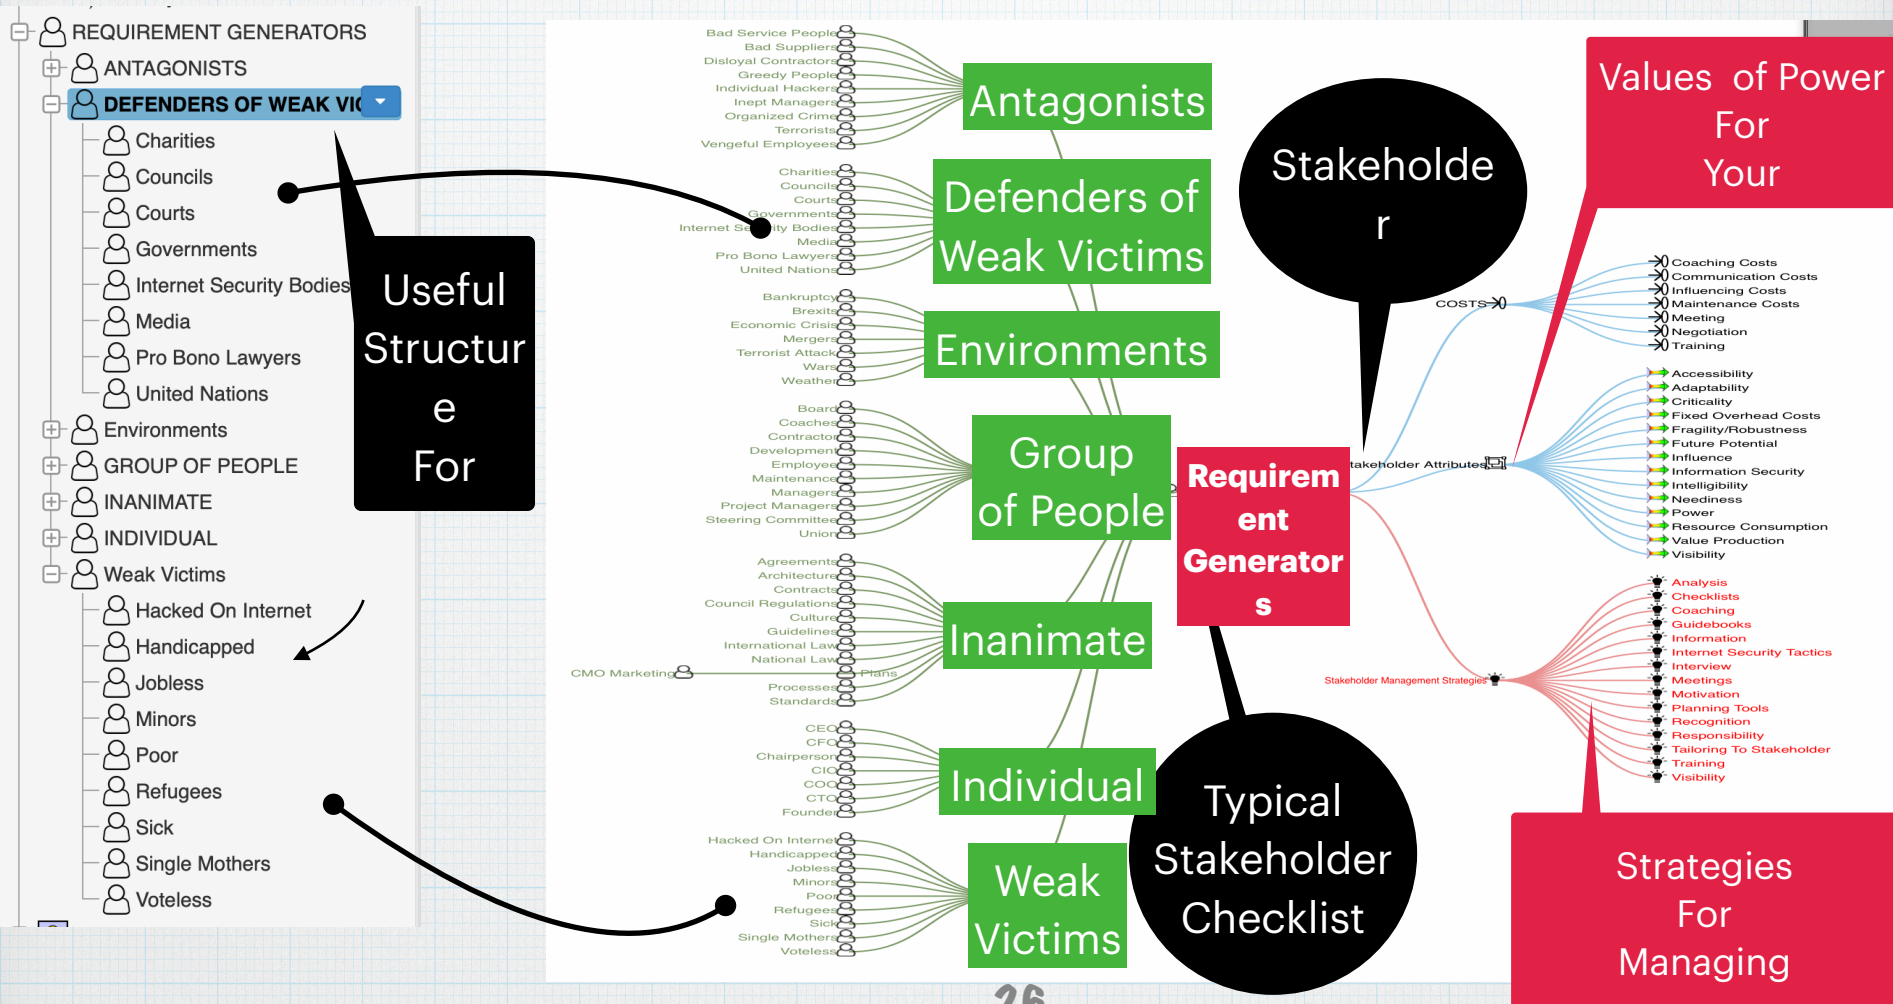 REQUIREMENT GENERATORS
ANTAGONISTS
DEFENDERS OF WEAK VIC
Charities
Councils
Courts
Governments
Internet Security Bodies
Media
Pro Bono Lawyers
United Nations
Environments
GROUP OF PEOPLE
INANIMATE
INDIVIDUAL
Weak Victims
Hacked On Internet
Handicapped
Jobless
Minors
Poor
Refugees
Sick
Single Mothers
Voteless
Useful
Structur
e
For
Bad Service People
Bad Suppliers
Disloyal Contractors
Greedy People
Individual Hackers
Inept Managers
Organized Crime
Terrorists
Vengeful Employees
Antagonists
Charities
Councils
Courts
Governments
Internet Security Bodies
Media
Pro Bono Lawyers
United Nations
Defenders of
Weak Victims
Bankruptcy
Brexits
Economic Crisis
Mergers
Terrorist Attack
Wars
Weather
Environments
Board
Coaches
Contractor
Development
Employee
Maintenance
Managers
Project Managers
Steering Committee
Union
Group
of People
Agreements
Architecture
Contracts
Council Regulations
Culture
Guidelines
International Law
National Law
CMO Marketing
Plans
Processes
Standards
Inanimate
CEO
CFO
Chairperson
CIO
COO
CTO
Founder
Individual
Hacked On Internet
Handicapped
Jobless
Minors
Poor
Refugees
Sick
Single Mothers
Voteless
Weak
Victims
Requirem
ent
Generator
s
Stakeholde
r
Typical
Stakeholder
Checklist
Values of Power
For
Your
COSTS
Coaching Costs
Communication Costs
Influencing Costs
Maintenance Costs
Meeting
Negotiation
Training
takeholder Attributes
Accessibility
Adaptability
Criticality
Fixed Overhead Costs
Fragility/Robustness
Future Potential
Influence
Information Security
Intelligibility
Neediness
Power
Resource Consumption
Value Production
Visibility
Stakeholder Management Strategies
Analysis
Checklists
Coaching
Guidebooks
Information
Internet Security Tactics
Interview
Meetings
Motivation
Planning Tools
Recognition
Responsibility
Tailoring To Stakeholder
Training
Visibility
Strategies
For
Managing
26